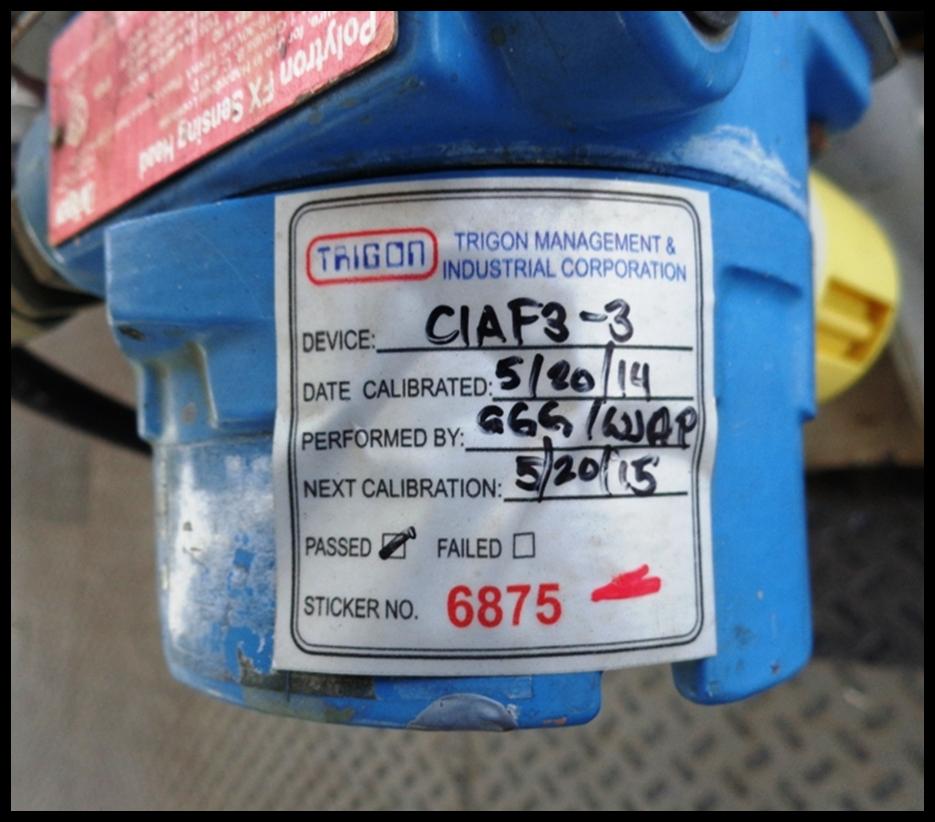 Polytron FX Sensing Head
TRIGON
TRIGON MANAGEMENT &
INDUSTRIAL CORPORATION
DEVICE: CIAF3-3
DATE CALIBRATED: 5/20/14
PERFORMED BY: GGG/WAP
NEXT CALIBRATION: 5/20/15
PASSED FAILED
STICKER NO. 6875